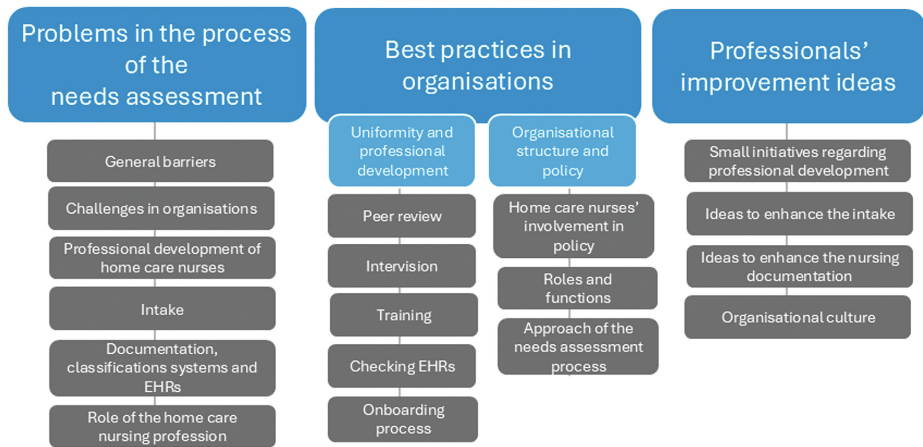 Problems in the process
of the
needs assessment
General barriers
Challenges in organisations
Professional development of
home care nurses
Intake
Documentation,
classifications systems and
EHRs
Role of the home care
nursing profession
Best practices in
organisations
Uniformity and
professional
development
Peer review
Intervision
Training
Checking EHRs
Onboarding
process
Organisational
structure and
policy
Home care nurses'
involvement in
policy
Roles and
functions
Approach of the
needs assessment
process
Professionals'
improvement ideas
Small initiatives regarding
professional development
Ideas to enhance the intake
Ideas to enhance the nursing
documentation
Organisational culture